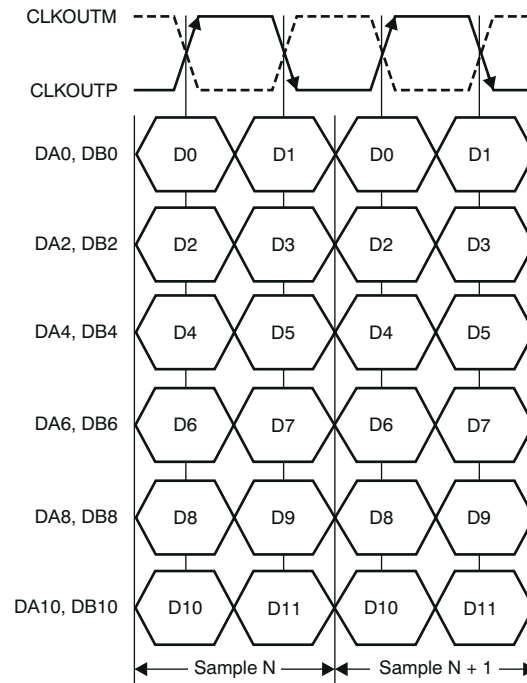 CLKOUTM
CLKOUTP
DA0, DB0 D0 D1 D0 D1
DA2, DB2 D2 D3 D2 D3
DA4, DB4 D4 D5 D4 D5
DA6, DB6 D6 D7 D6 D7
DA8, DB8 D8 D9 D8 D9
DA10, DB10 D10 D11 D10 D11
Sample N Sample N + 1